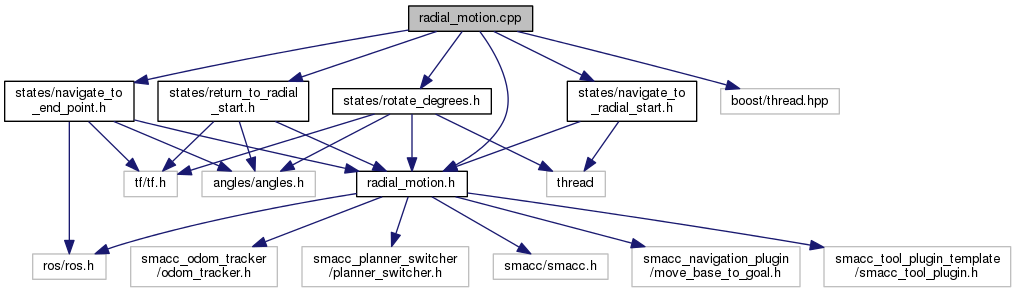 radial_motion.cpp
states/navigate_to
_end_point.h
states/return_to_radial
_start.h
states/rotate_degrees.h
states/navigate_to
_radial_start.h
boost/thread.hpp
tf/tf.h
angles/angles.h
radial_motion.h
thread
ros/ros.h
smacc_odom_tracker
/odom_tracker.h
smacc_planner_switcher
/planner_switcher.h
smacc/smacc.h
smacc_navigation_plugin
/move_base_to_goal.h
smacc_tool_plugin_template
/smacc_tool_plugin.h